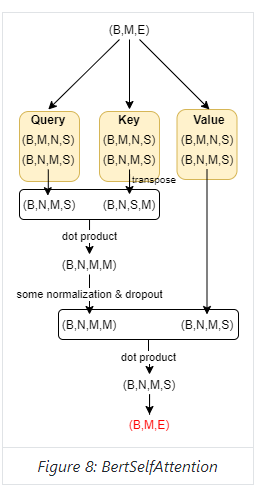 (B,M,E)
Query Key Value
(B,M,N,S) (B,M,N,S) (B,M,N,S)
(B,N,M,S) (B,N,M,S) (B,N,M,S)
transpose
(B,N,M,S) (B,N,S,M)
dot product
(B,N,M,M)
some normalization & dropout
(B,N,M,M) (B,N,M,S)
dot product
(B,N,M,S)
(B,M,E)
Figure 8: BertSelfAttention